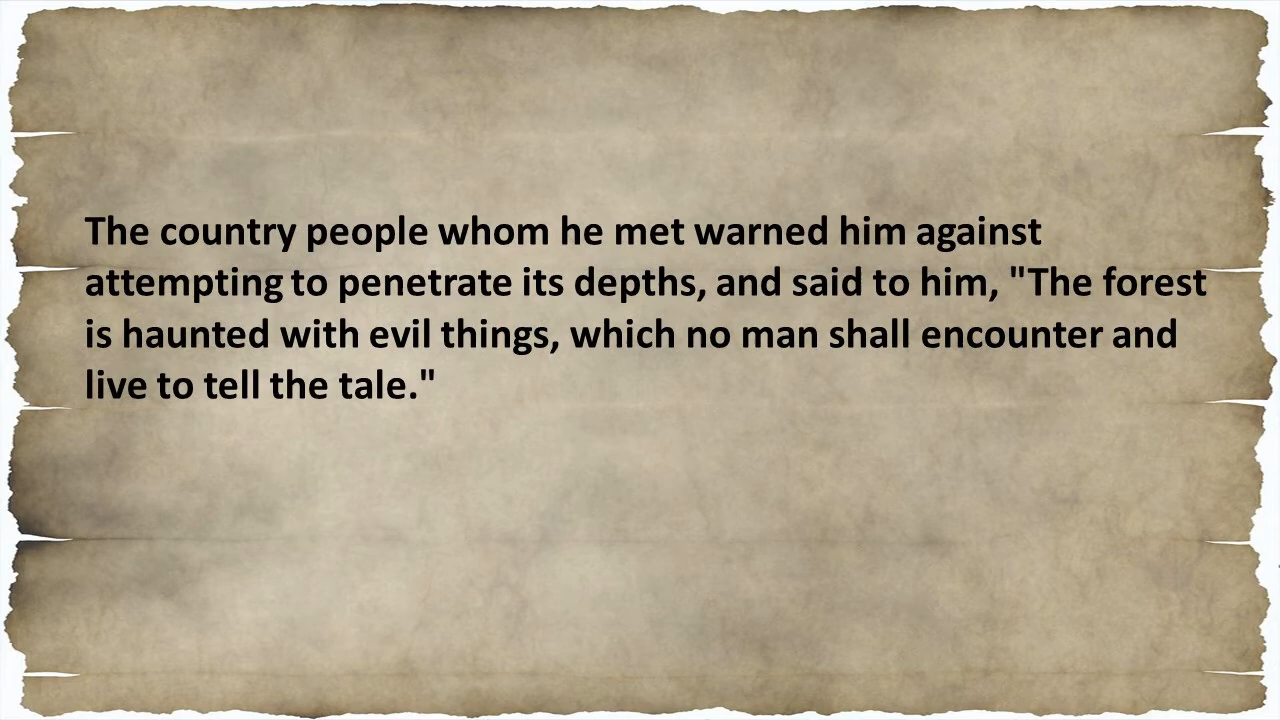 The country people whom he met warned him against
attempting to penetrate its depths, and said to him, "The forest
is haunted with evil things, which no man shall encounter and
live to tell the tale."